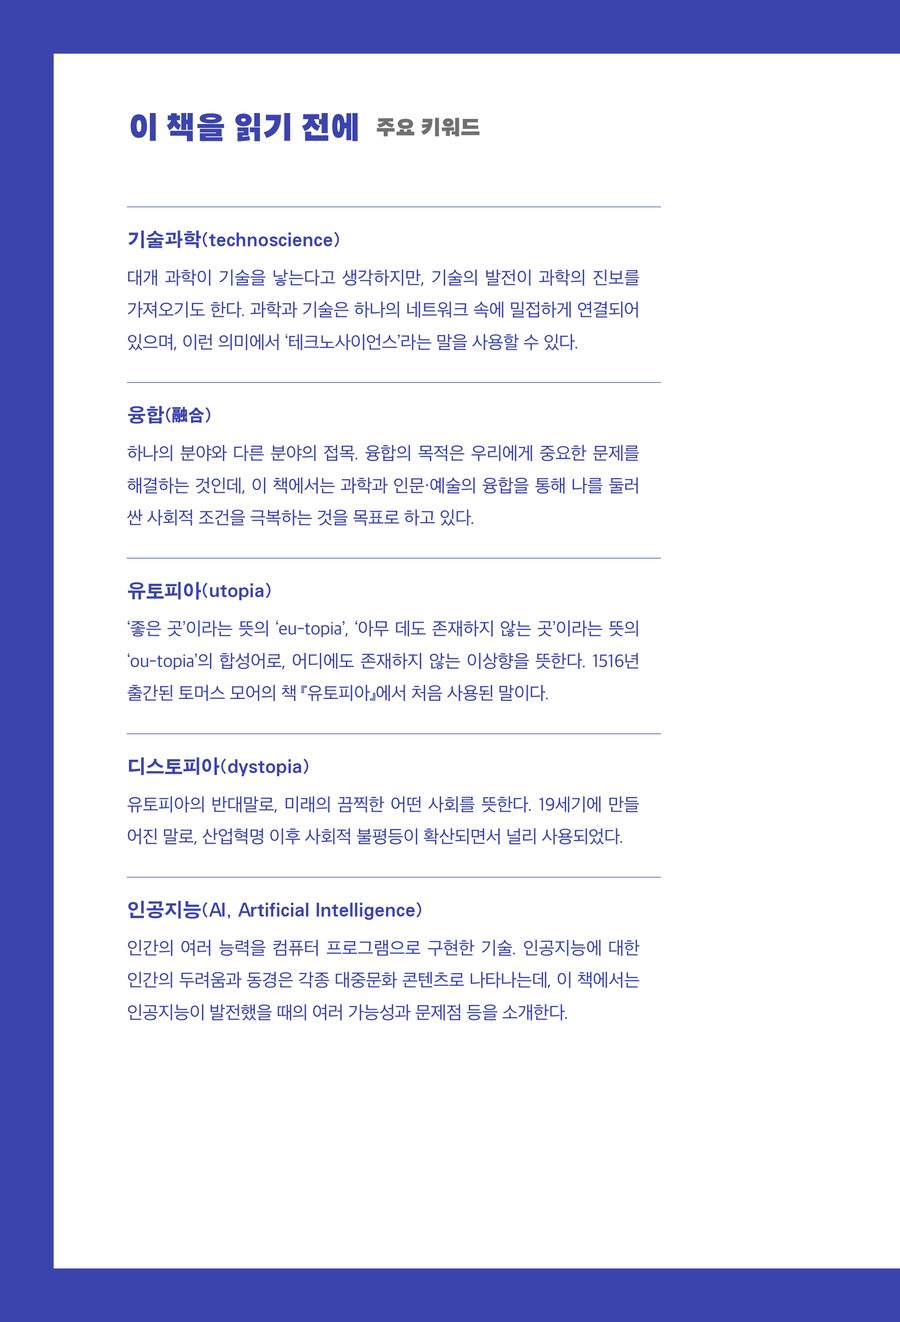 이 책을 읽기 전에 주요 키워드
기술과학(technoscience)
대개 과학이 기술을 낳는다고 생각하지만, 기술의 발전이 과학의 진보를
가져오기도 한다. 과학과 기술은 하나의 네트워크 속에 밀접하게 연결되어
있으며, 이런 의미에서 ‘테크노사이언스’라는 말을 사용할 수 있다.
융합(融合)
하나의 분야와 다른 분야의 접목. 융합의 목적은 우리에게 중요한 문제를
해결하는 것인데, 이 책에서는 과학과 인문·예술의 융합을 통해 나를 둘러
싼 사회적 조건을 극복하는 것을 목표로 하고 있다.
유토피아(utopia)
‘좋은 곳’이라는 뜻의 ‘eu-topia’, ‘아무 데도 존재하지 않는 곳’이라는 뜻의
‘ou-topia’의 합성어로, 어디에도 존재하지 않는 이상향을 뜻한다. 1516년
출간된 토머스 모어의 책 『유토피아』에서 처음 사용된 말이다.
디스토피아(dystopia)
유토피아의 반대말로, 미래의 끔찍한 어떤 사회를 뜻한다. 19세기에 만들
어진 말로, 산업혁명 이후 사회적 불평등이 확산되면서 널리 사용되었다.
인공지능(AI, Artificial Intelligence)
인간의 여러 능력을 컴퓨터 프로그램으로 구현한 기술. 인공지능에 대한
인간의 두려움과 동경은 각종 대중문화 콘텐츠로 나타나는데, 이 책에서는
인공지능이 발전했을 때의 여러 가능성과 문제점 등을 소개한다.